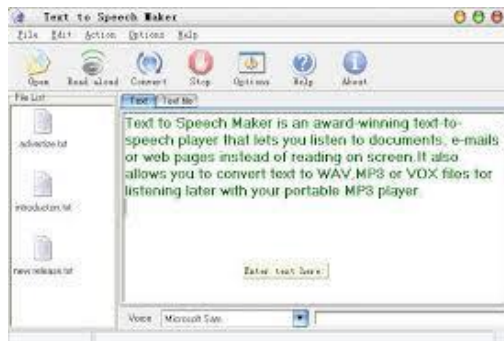 Text to Speech Maker
File Edit Action Options Help
Open Read aloud Convert Stop Options Help About
File List
Text Text file
Text to Speech Maker is an award-winning text-to-
speech player that lets you listen to documents, e-mails
or web pages instead of reading on screen.It also
allows you to convert text to WAV,MP3 or VOX files for
listening later with your portable MP3 player.
advertize.txt
introduction.txt
new release.txt
Enter text here
Voice Microsoft Sam